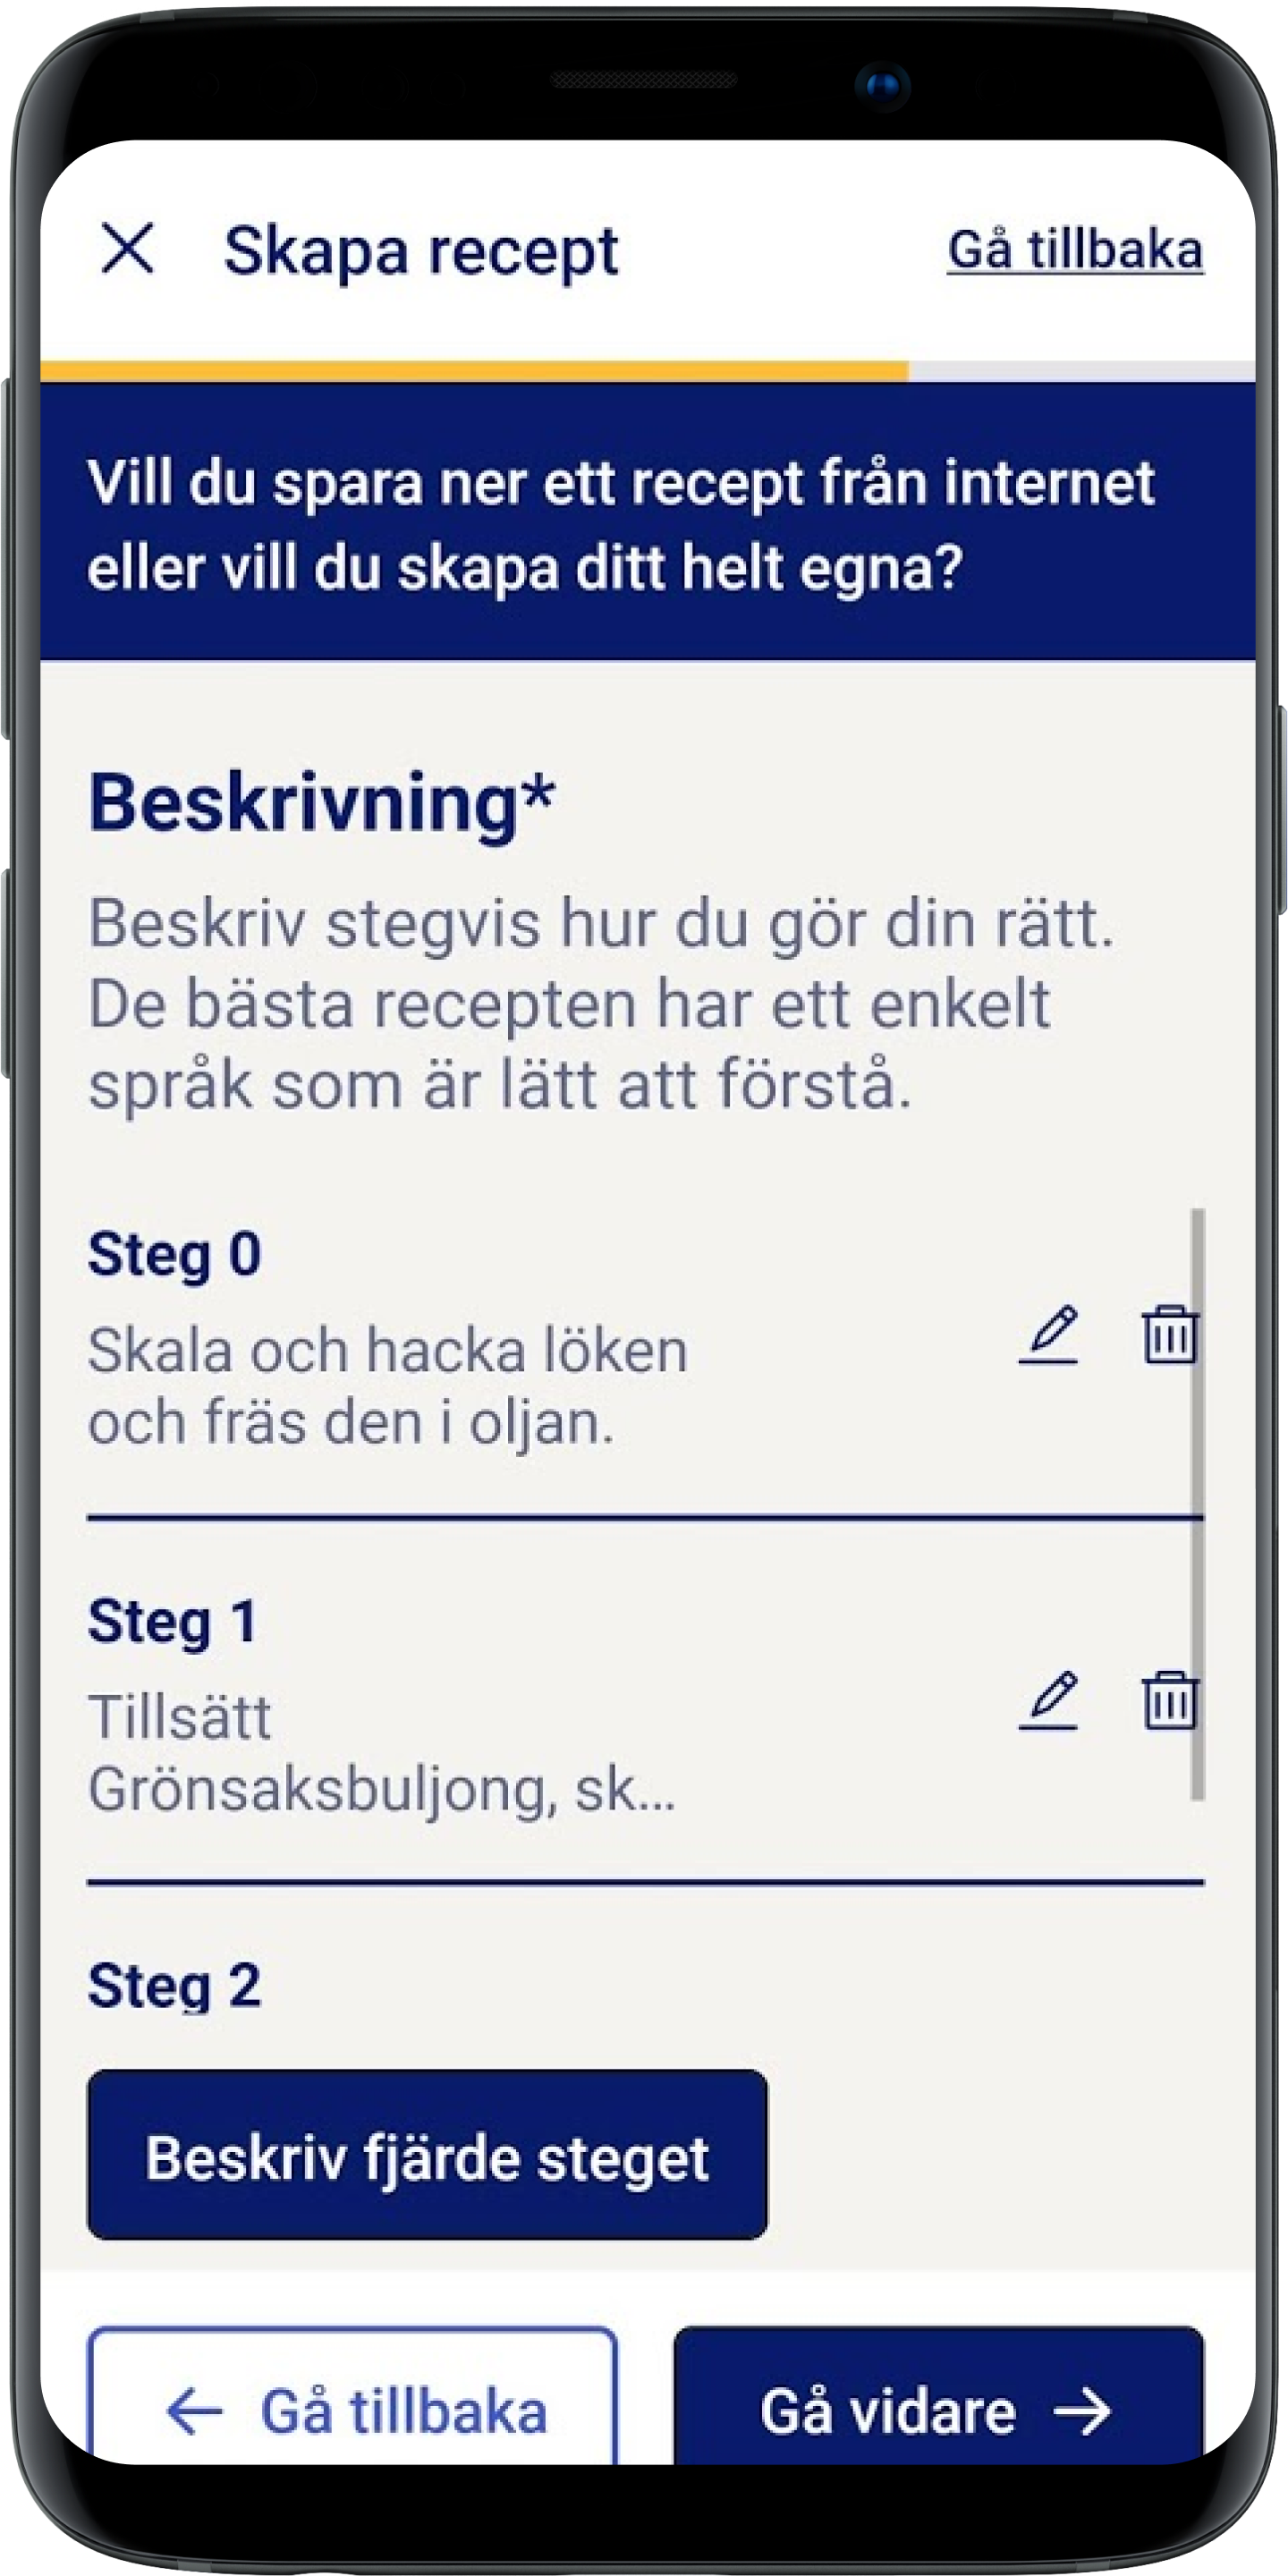 Skapa recept
Gå tillbaka
Vill du spara ner ett recept från internet
eller vill du skapa ditt helt egna?
Beskrivning*
Beskriv stegvis hur du gör din rätt.
De bästa recepten har ett enkelt
språk som är lätt att förstå.
Steg 0
Skala och hacka löken
och fräs den i oljan.
Steg 1
Tillsätt
Grönsaksbuljong, sk...
Steg 2
Beskriv fjärde steget
← Gå tillbaka
Gå vidare →